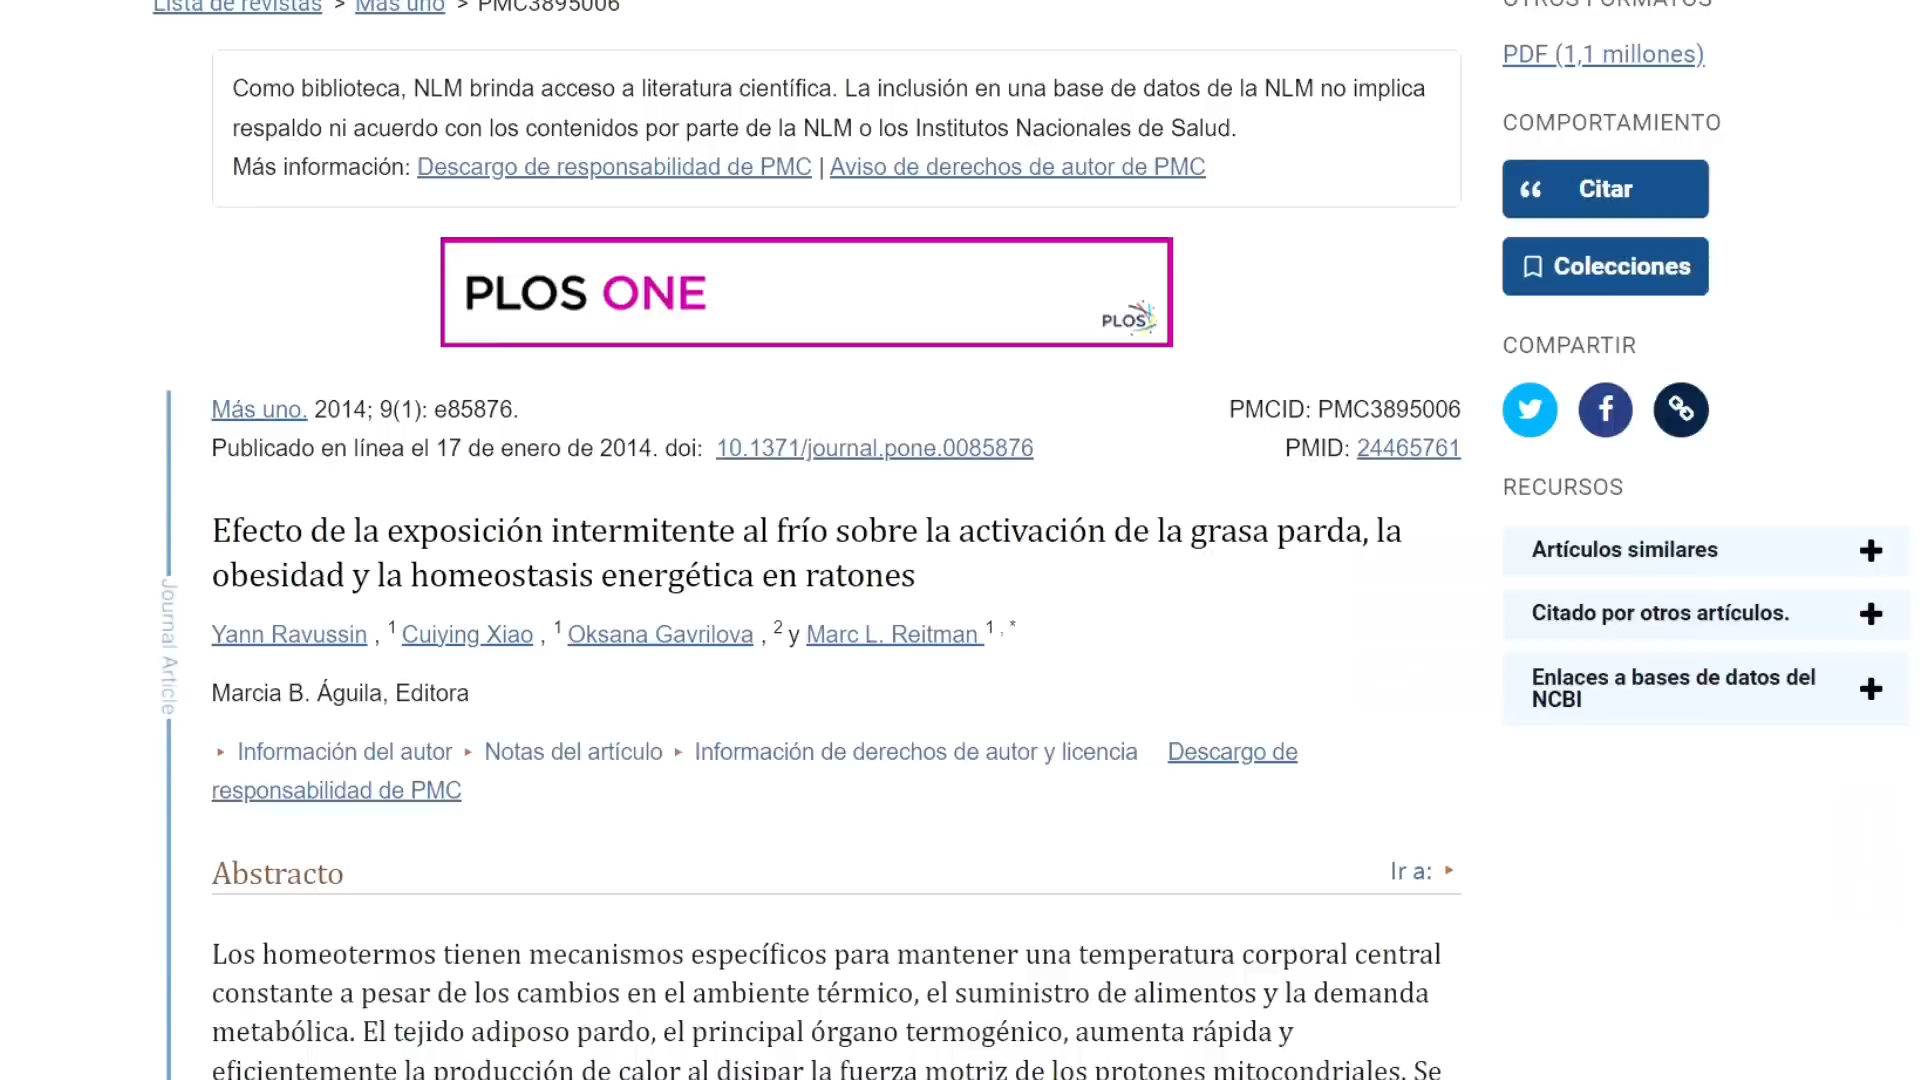 Lista de revistas > Más uno > PMC3895006
OTROS FORMATOS
PDF (1,1 millones)
Como biblioteca, NLM brinda acceso a literatura científica. La inclusión en una base de datos de la NLM no implica
respaldo ni acuerdo con los contenidos por parte de la NLM o los Institutos Nacionales de Salud.
Más información: Descargo de responsabilidad de PMC | Aviso de derechos de autor de PMC
COMPORTAMIENTO
Citar
Colecciones
PLOS ONE
PLOS
COMPARTIR
Más uno. 2014; 9(1): e85876.
PMCID: PMC3895006
Publicado en línea el 17 de enero de 2014. doi: 10.1371/journal.pone.0085876
PMID: 24465761
RECURSOS
Artículos similares
Citado por otros artículos.
Enlaces a bases de datos del
NCBI
Journal Article
Efecto de la exposición intermitente al frío sobre la activación de la grasa parda, la
obesidad y la homeostasis energética en ratones
Yann Ravussin , 1 Cuiying Xiao , 1 Oksana Gavrilova , 2 y Marc L. Reitman 1 , *
Marcia B. Águila, Editora
Información del autor Notas del artículo Información de derechos de autor y licencia Descargo de
responsabilidad de PMC
Abstracto
Ir a:
Los homeotermos tienen mecanismos específicos para mantener una temperatura corporal central
constante a pesar de los cambios en el ambiente térmico, el suministro de alimentos y la demanda
metabólica. El tejido adiposo pardo, el principal órgano termogénico, aumenta rápida y
eficientemente la producción de calor al disipar la fuerza motriz de los protones mitocondriales. Se